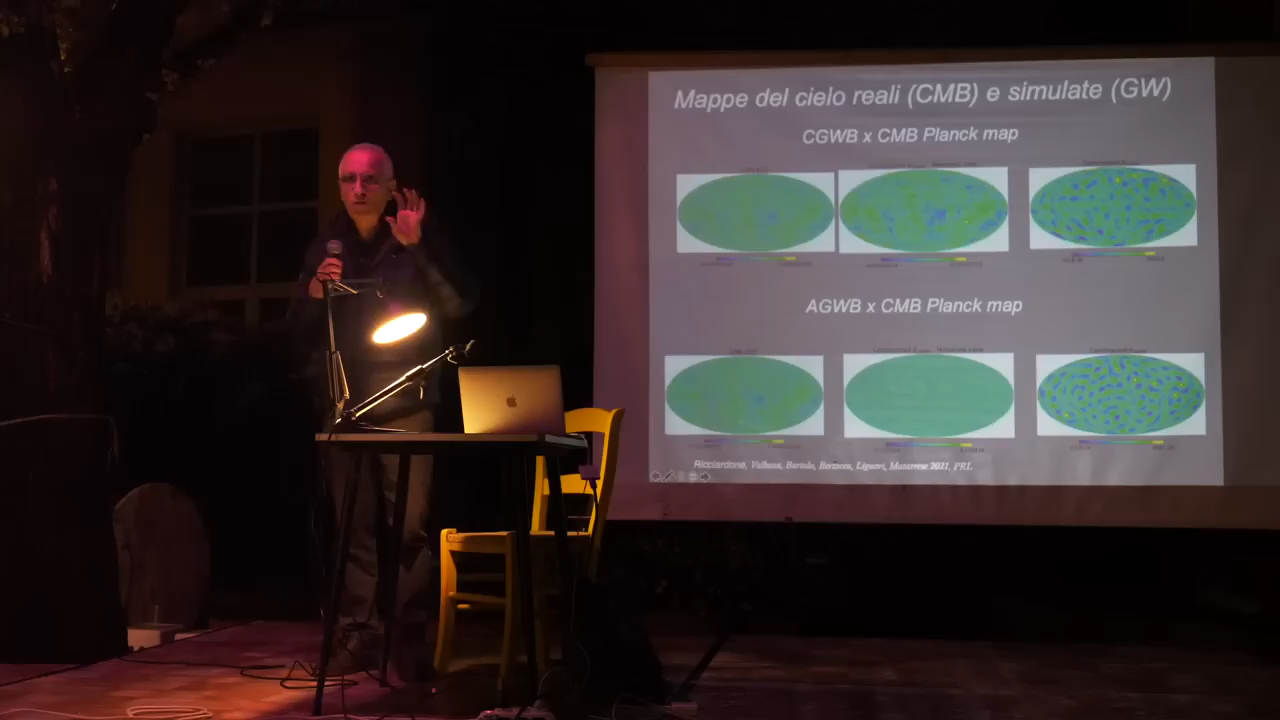 Mappe del cielo reali (CMB) e simulate (GW)
CGWB x CMB Planck map
AGWB x CMB Planck map
Ricciardone, Valbusa, Bartolo, Bertacca, Liguori, Matarrese 2021, PRL